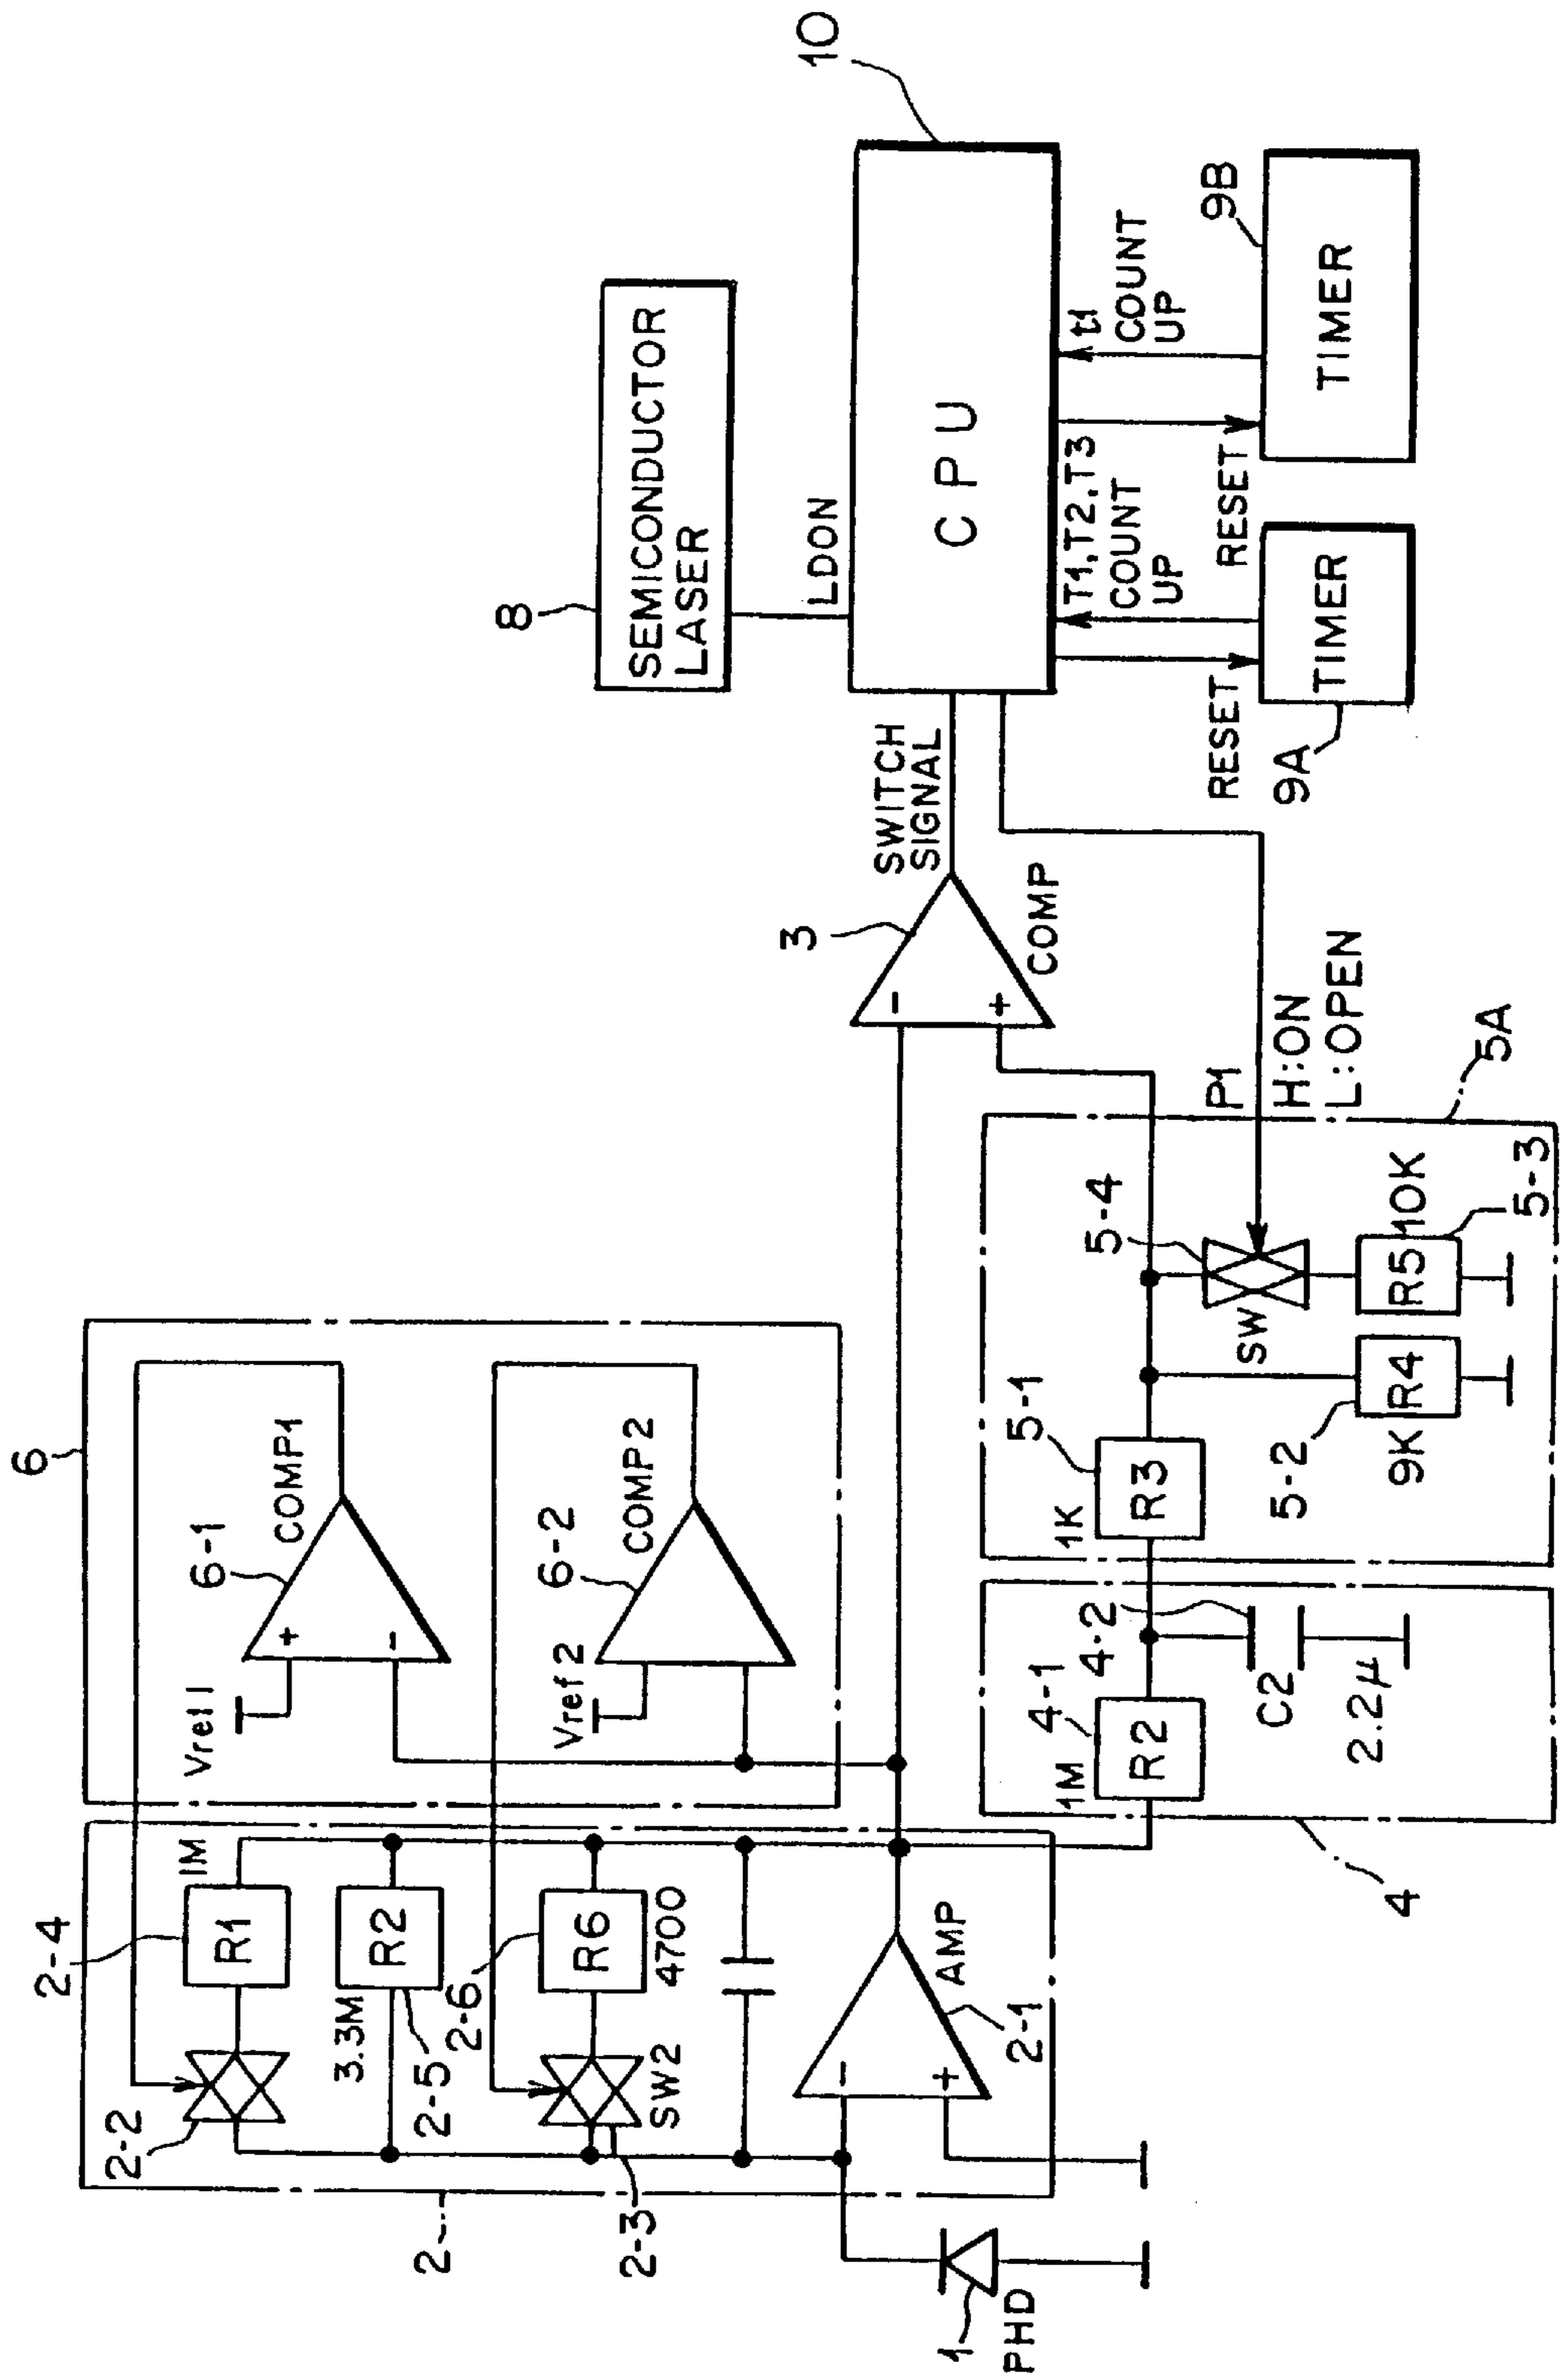 10
8
SEMICONDUCTOR
LASER
LDON
CPU
9B
t1
COUNT
UP
TIMER
RESET
T1,T2,T3
COUNT
UP
TIMER
RESET
9A
SWITCH
SIGNAL
3
COMP
-
+
P1
H:ON
L:OPEN
5A
5-4
SW
R5
10K
5-3
R4
9K
5-2
5-1
1K
R3
4-2
C2
2.2μ
4-1
1M
R2
4
6
COMP1
6-1
+
-
Vref1
COMP2
6-2
Vref2
2-4
1M
R1
2-2
R2
3.3M
2-5
2-6
R6
4700
SW2
2-3
AMP
2-1
-
+
2
1
PHD